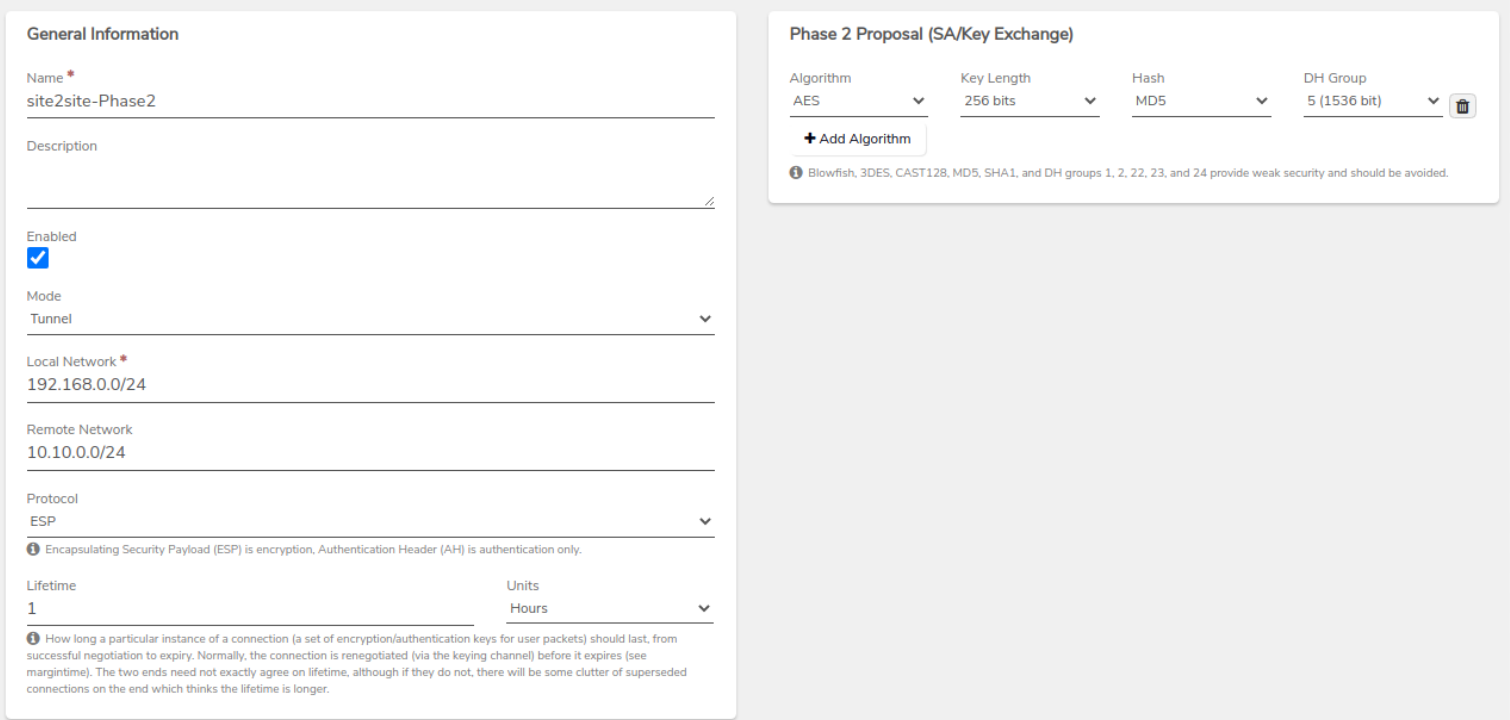 General Information
Name *
site2site-Phase2
Description
Enabled
Mode
Tunnel
Local Network *
192.168.0.0/24
Remote Network
10.10.0.0/24
Protocol
ESP
Encapsulating Security Payload (ESP) is encryption, Authentication Header (AH) is authentication only.
Lifetime Units
1 Hours
How long a particular instance of a connection (a set of encryption/authentication keys for user packets) should last, from
successful negotiation to expiry. Normally, the connection is renegotiated (via the keying channel) before it expires (see
margintime). The two ends need not exactly agree on lifetime, although if they do not, there will be some clutter of superseded
connections on the end which thinks the lifetime is longer.
Phase 2 Proposal (SA/Key Exchange)
Algorithm Key Length Hash DH Group
AES 256 bits MD5 5 (1536 bit)
+ Add Algorithm
Blowfish, 3DES, CAST128, MD5, SHA1, and DH groups 1, 2, 22, 23, and 24 provide weak security and should be avoided.